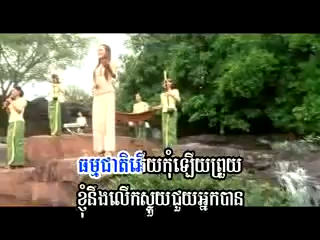 ធម្មជាតិអើយកុំឡើយព្រួយ
ខ្ញុំនឹងលើកស្ទួយជួយអ្នកបាន